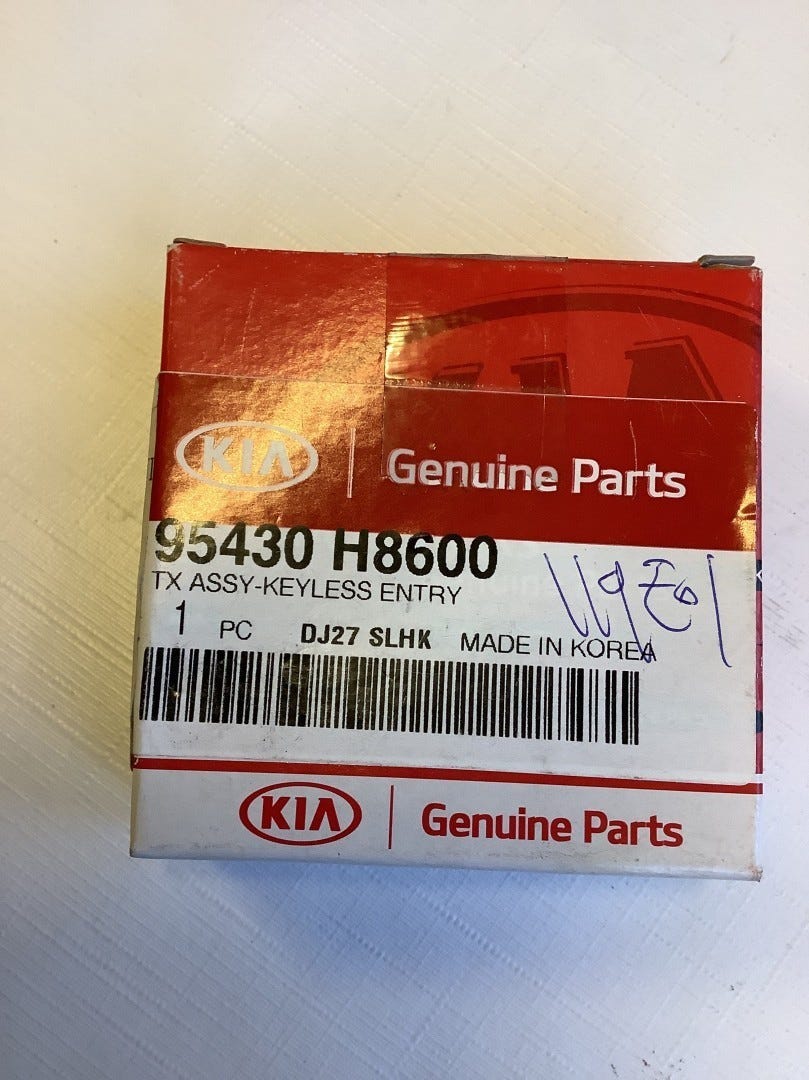 KIA Genuine Parts
95430 H8600
TX ASSY-KEYLESS ENTRY
1 PC DJ27 SLHK MADE IN KOREA
KIA Genuine Parts